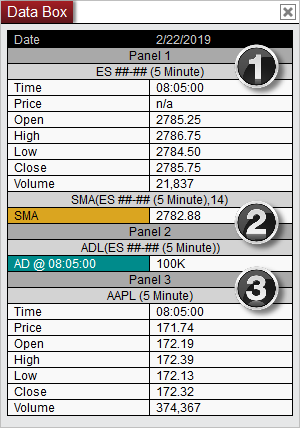 Data Box
Date 2/22/2019
Panel 1
1
ES ##-## (5 Minute)
Time 08:05:00
Price n/a
Open 2785.25
High 2786.75
Low 2784.50
Close 2785.75
Volume 21,837
SMA(ES ##-## (5 Minute),14)
SMA 2782.88
2
Panel 2
ADL(ES ##-## (5 Minute))
AD @ 08:05:00 100K
Panel 3
3
AAPL (5 Minute)
Time 08:05:00
Price 171.74
Open 172.19
High 172.39
Low 172.13
Close 172.32
Volume 374,367